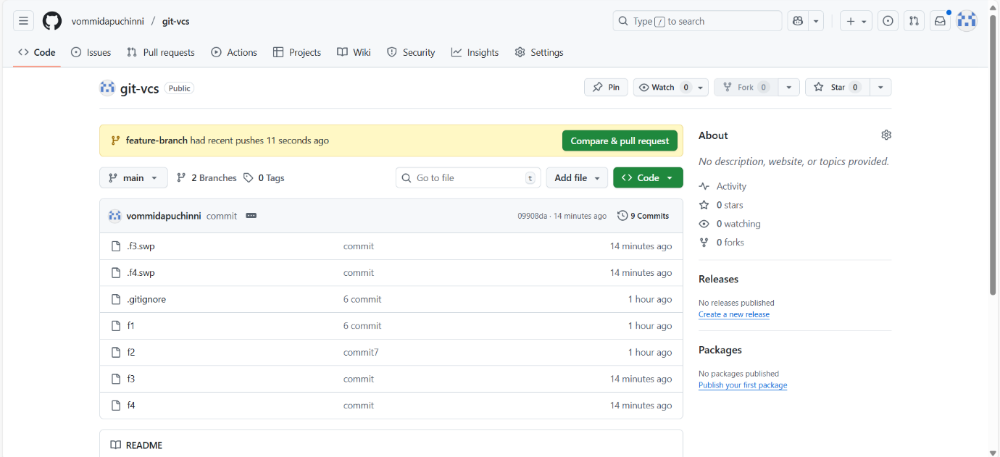 vommidapuchinni / git-vcs Type / to search
Code Issues Pull requests Actions Projects Wiki Security Insights Settings
git-vcs Public Pin Watch 0 Fork 0 Star 0
feature-branch had recent pushes 11 seconds ago Compare & pull request
main 2 Branches 0 Tags Go to file t Add file Code
vommidapuchinni commit 09908da · 14 minutes ago 9 Commits
.f3.swp commit 14 minutes ago
.f4.swp commit 14 minutes ago
.gitignore 6 commit 1 hour ago
f1 6 commit 1 hour ago
f2 commit7 1 hour ago
f3 commit 14 minutes ago
f4 commit 14 minutes ago
README
About
No description, website, or topics provided.
Activity
0 stars
0 watching
0 forks
Releases
No releases published
Create a new release
Packages
No packages published
Publish your first package